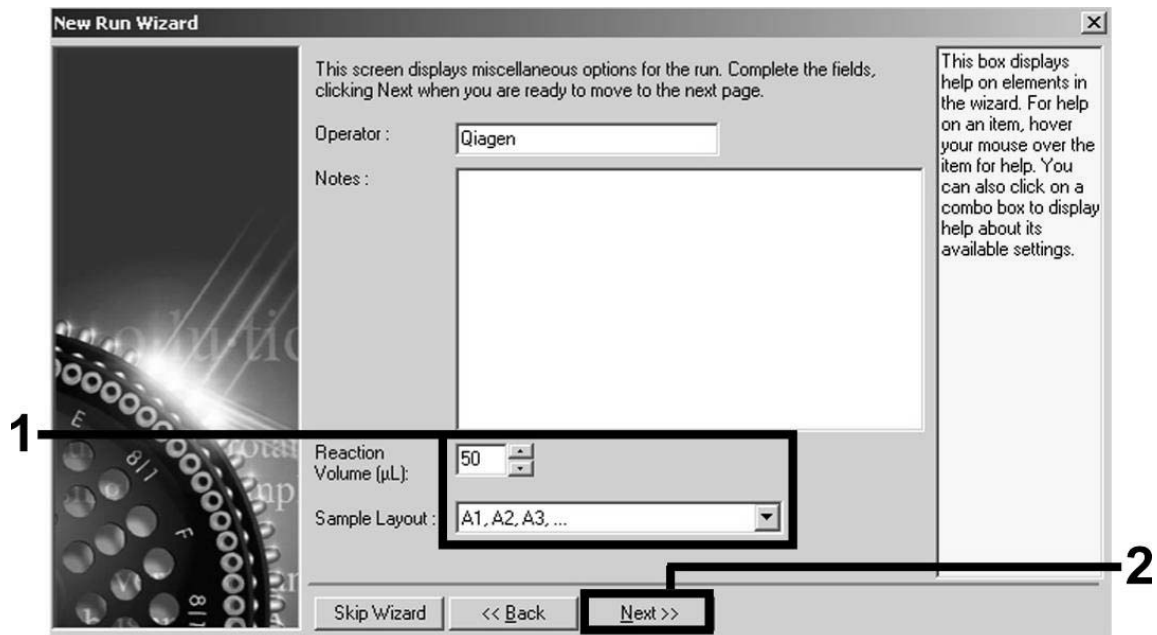 New Run Wizard
This screen displays miscellaneous options for the run. Complete the fields,
clicking Next when you are ready to move to the next page.
Operator :
Qiagen
Notes :
Reaction
Volume (µL):
50
Sample Layout :
A1, A2, A3, ...
Skip Wizard
<< Back
Next >>
This box displays
help on elements in
the wizard. For help
on an item, hover
your mouse over the
item for help. You
can also click on a
combo box to display
help about its
available settings.
1
2
E
8|1
F
8|1